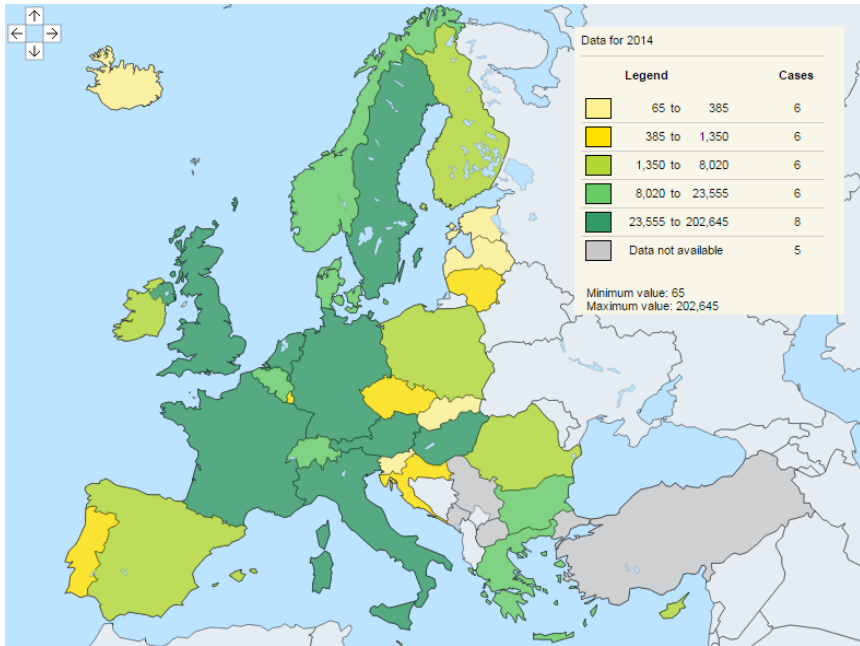 Data for 2014
Legend Cases
65 to 385 6
385 to 1,350 6
1,350 to 8,020 6
8,020 to 23,555 6
23,555 to 202,645 8
Data not available 5
Minimum value: 65
Maximum value: 202,645